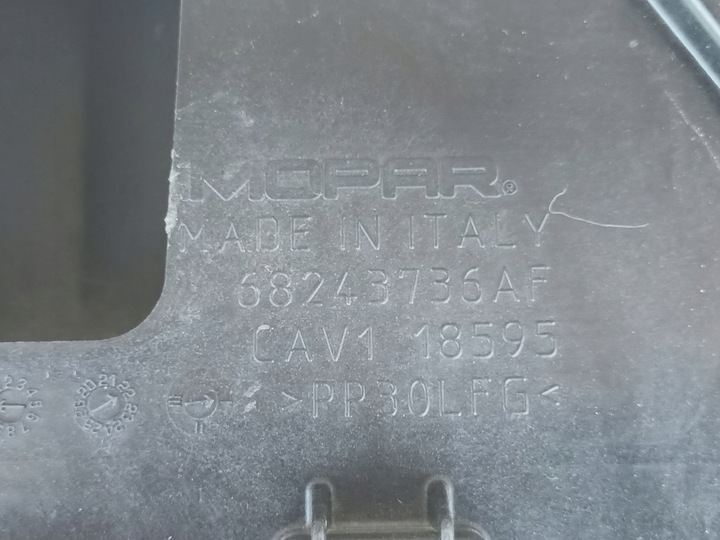 MOPAR®
MADE IN ITALY
68243736AF
CAV1 18595
>PP30LFG<